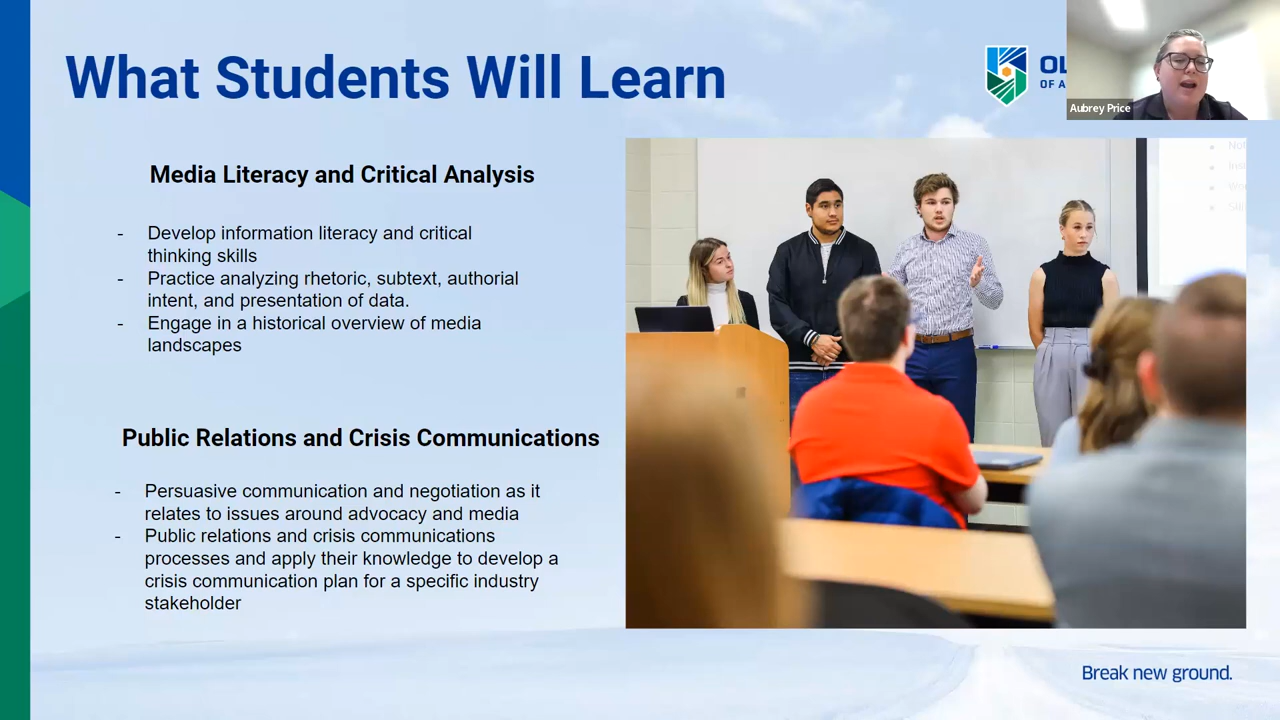 What Students Will Learn
OL
OF A
Aubrey Price
Media Literacy and Critical Analysis
- Develop information literacy and critical
thinking skills
- Practice analyzing rhetoric, subtext, authorial
intent, and presentation of data.
- Engage in a historical overview of media
landscapes
Public Relations and Crisis Communications
- Persuasive communication and negotiation as it
relates to issues around advocacy and media
- Public relations and crisis communications
processes and apply their knowledge to develop a
crisis communication plan for a specific industry
stakeholder
Break new ground.